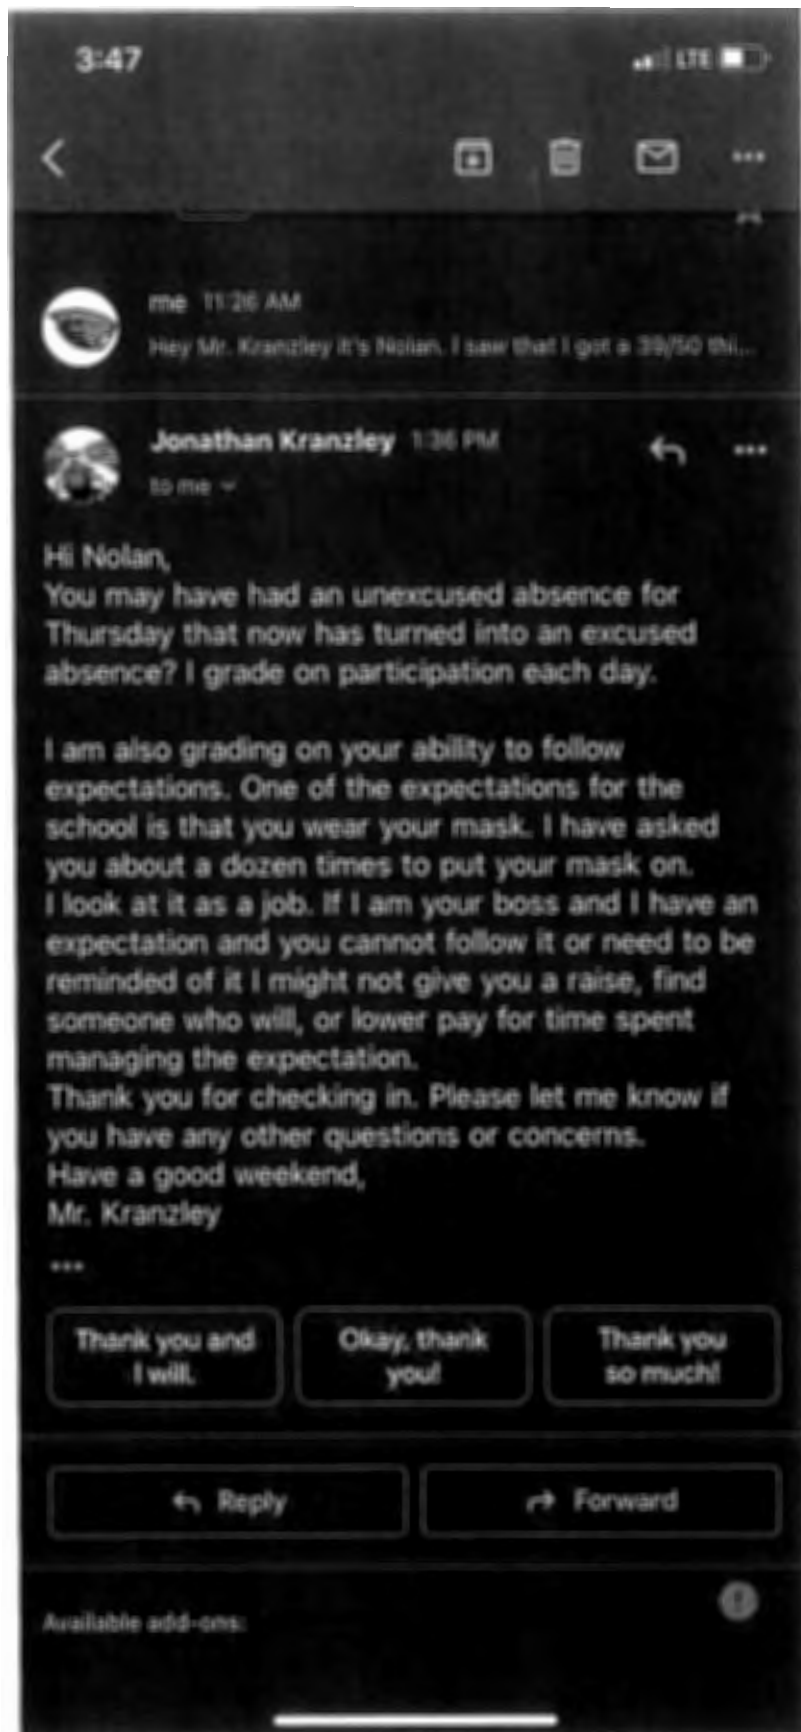 3:47
LTE
me 11:26 AM
Hey Mr. Kranzley it's Nolan. I saw that I got a 39/50 thi...
Jonathan Kranzley 1:36 PM
to me
Hi Nolan,
You may have had an unexcused absence for
Thursday that now has turned into an excused
absence? I grade on participation each day.
I am also grading on your ability to follow
expectations. One of the expectations for the
school is that you wear your mask. I have asked
you about a dozen times to put your mask on.
I look at it as a job. If I am your boss and I have an
expectation and you cannot follow it or need to be
reminded of it I might not give you a raise, find
someone who will, or lower pay for time spent
managing the expectation.
Thank you for checking in. Please let me know if
you have any other questions or concerns.
Have a good weekend,
Mr. Kranzley
Thank you and
I will.
Okay, thank
you!
Thank you
so much!
Reply
Forward
Available add-ons: